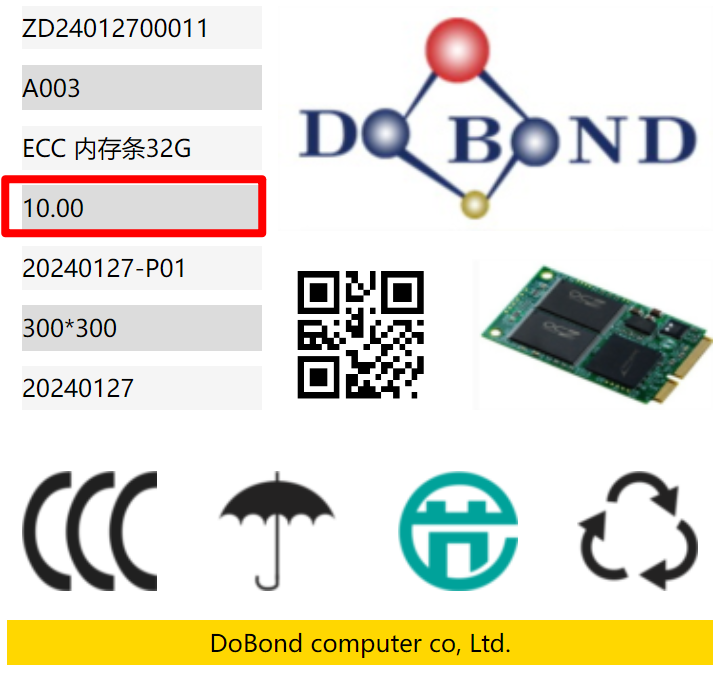 ZD24012700011
A003
ECC 内存条32G
10.00
20240127-P01
300*300
20240127
DOBOND
DoBond computer co, Ltd.